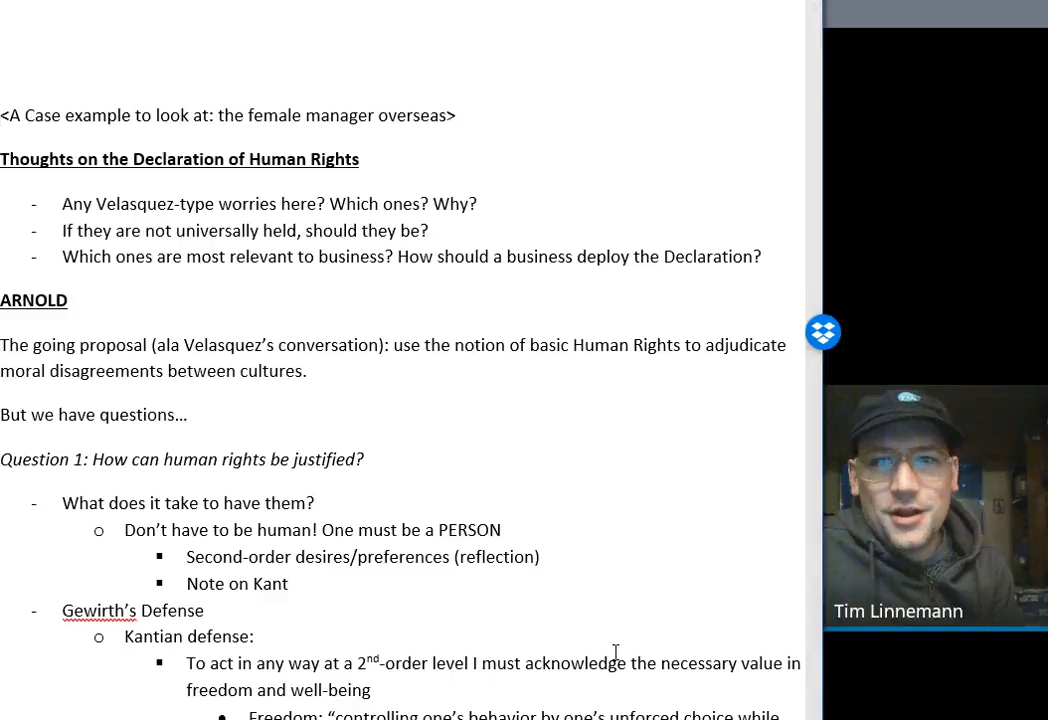 <A Case example to look at: the female manager overseas>
Thoughts on the Declaration of Human Rights
- Any Velasquez-type worries here? Which ones? Why?
- If they are not universally held, should they be?
- Which ones are most relevant to business? How should a business deploy the Declaration?
ARNOLD
The going proposal (ala Velasquez’s conversation): use the notion of basic Human Rights to adjudicate
moral disagreements between cultures.
But we have questions…
Question 1: How can human rights be justified?
- What does it take to have them?
o Don’t have to be human! One must be a PERSON
▪ Second-order desires/preferences (reflection)
▪ Note on Kant
- Gewirth’s Defense
o Kantian defense:
▪ To act in any way at a 2nd-order level I must acknowledge the necessary value in
freedom and well-being
• Freedom: “controlling one’s behavior by one’s unforced choice while
Tim Linnemann